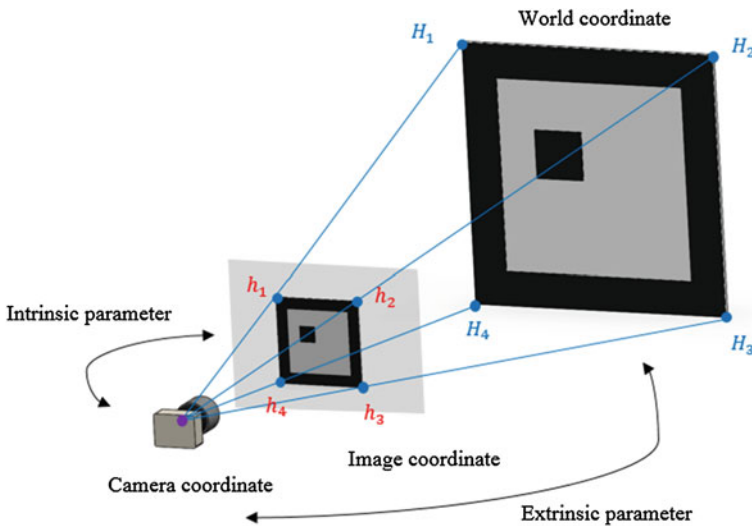 World coordinate
H₁
H₂
h₁
h₂
Intrinsic parameter
H₄
H₃
h₄
h₃
Image coordinate
Camera coordinate
Extrinsic parameter